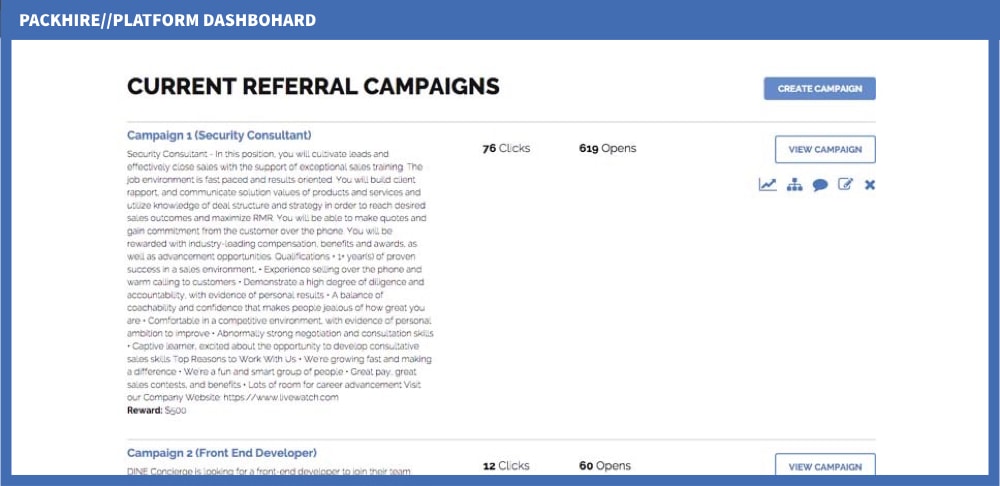 PACKHIRE//PLATFORM DASHBOHARD
CURRENT REFERRAL CAMPAIGNS
CREATE CAMPAIGN
Campaign 1 (Security Consultant)
76 Clicks
619 Opens
VIEW CAMPAIGN
Security Consultant - In this position, you will cultivate leads and
effectively close sales with the support of exceptional sales training. The
job environment is fast paced and results oriented. You will build client
rapport, and communicate solution values of products and services and
utilize knowledge of deal structure and strategy in order to reach desired
sales outcomes and maximize RMR. You will be able to make quotes and
gain commitment from the customer over the phone. You will be
rewarded with industry-leading compensation, benefits and awards, as
well as advancement opportunities. Qualifications • 1+ year(s) of proven
success in a sales environment. • Experience selling over the phone and
warm calling to customers • Demonstrate a high degree of diligence and
accountability, with evidence of personal results • A balance of
coachability and confidence that makes people jealous of how great you
are • Comfortable in a competitive environment, with evidence of personal
ambition to improve • Abnormally strong negotiation and consultation skills
• Captive learner, excited about the opportunity to develop consultative
sales skills Top Reasons to Work With Us • We're growing fast and making
a difference • We're a fun and smart group of people • Great pay, great
sales contests, and benefits • Lots of room for career advancement Visit
our Company Website: https://www.livewatch.com
Reward: $500
Campaign 2 (Front End Developer)
12 Clicks
60 Opens
VIEW CAMPAIGN
DINE Concierge is looking for a front-end developer to join their team.